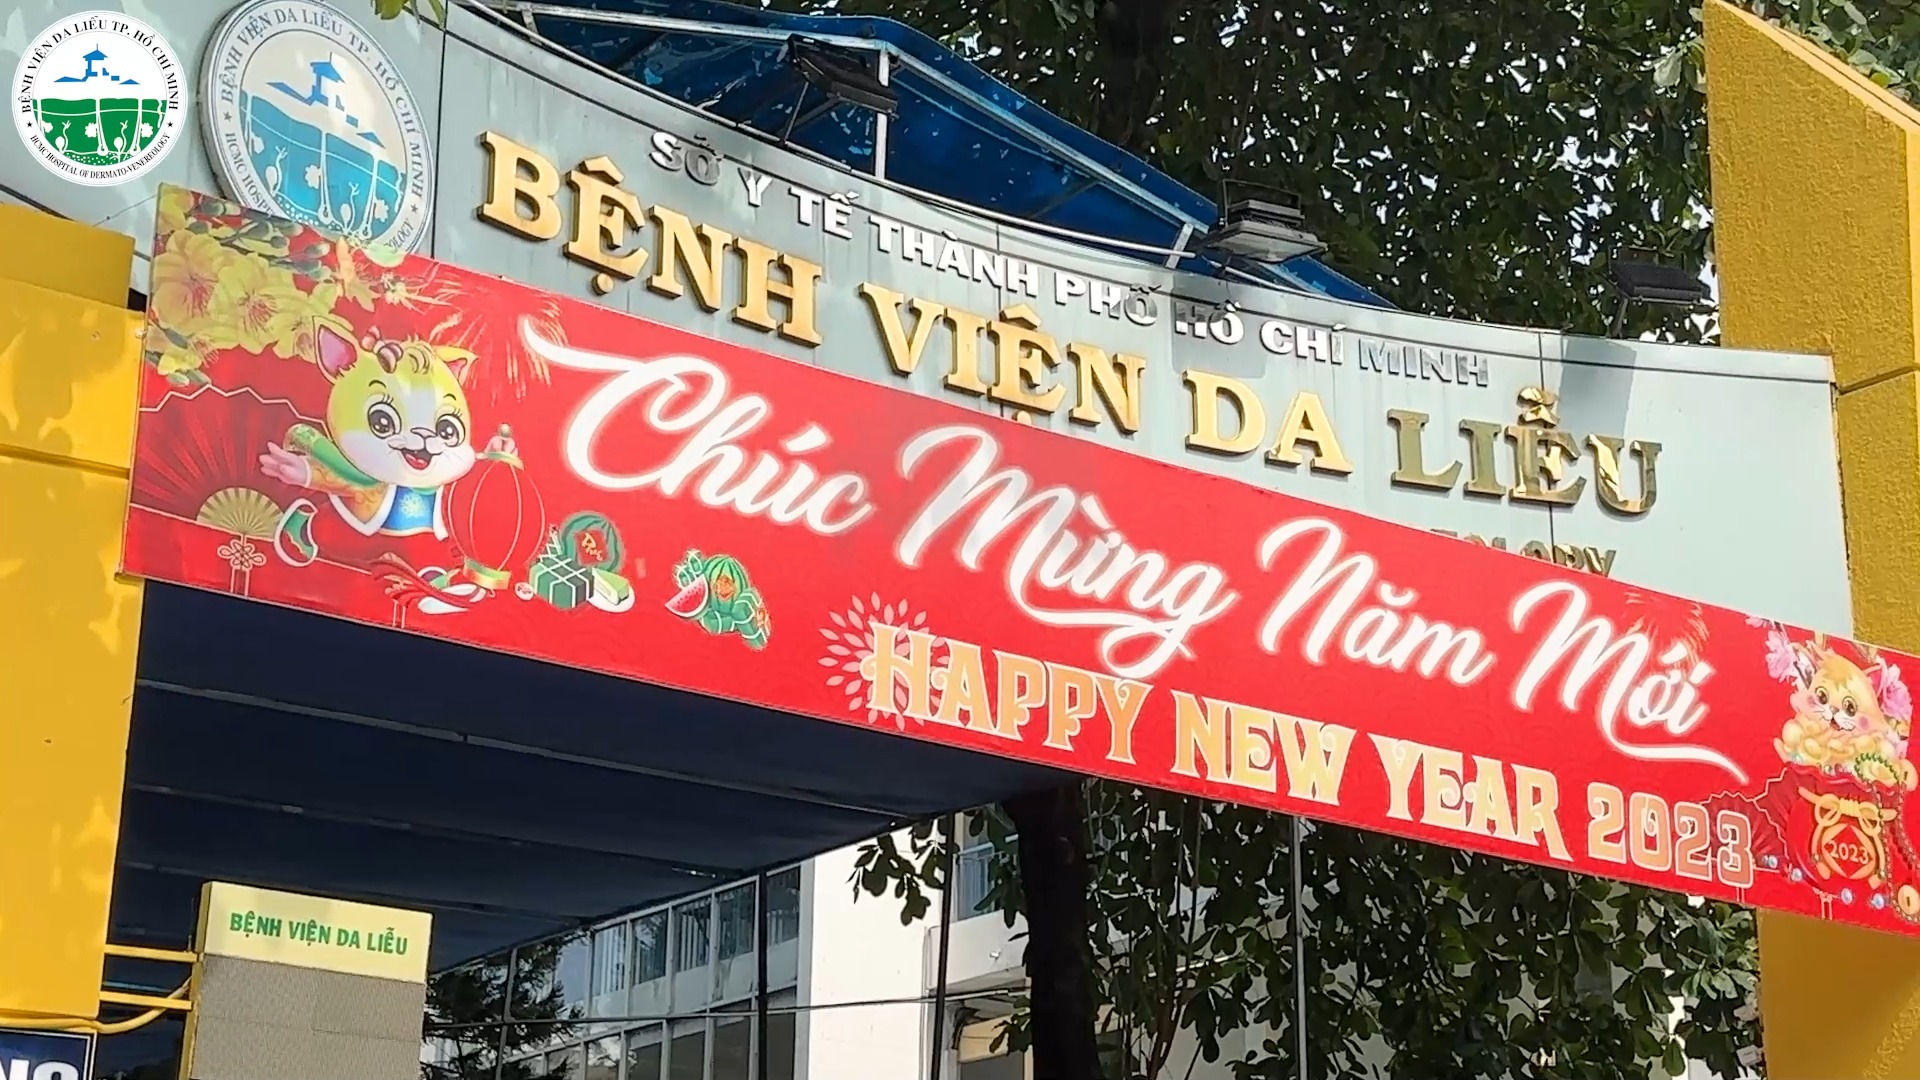 BỆNH VIỆN DA LIỄU TP. HỒ CHÍ MINH
HCMC HOSPITAL OF DERMATO-VENEREOLOGY
BỆNH VIỆN DA LIỄU TP. HỒ CHÍ MINH
SỞ Y TẾ THÀNH PHỐ HỒ CHÍ MINH
BỆNH VIỆN DA LIỄU
Chúc Mừng Năm Mới
HAPPY NEW YEAR 2023
2023
BỆNH VIỆN DA LIỄU